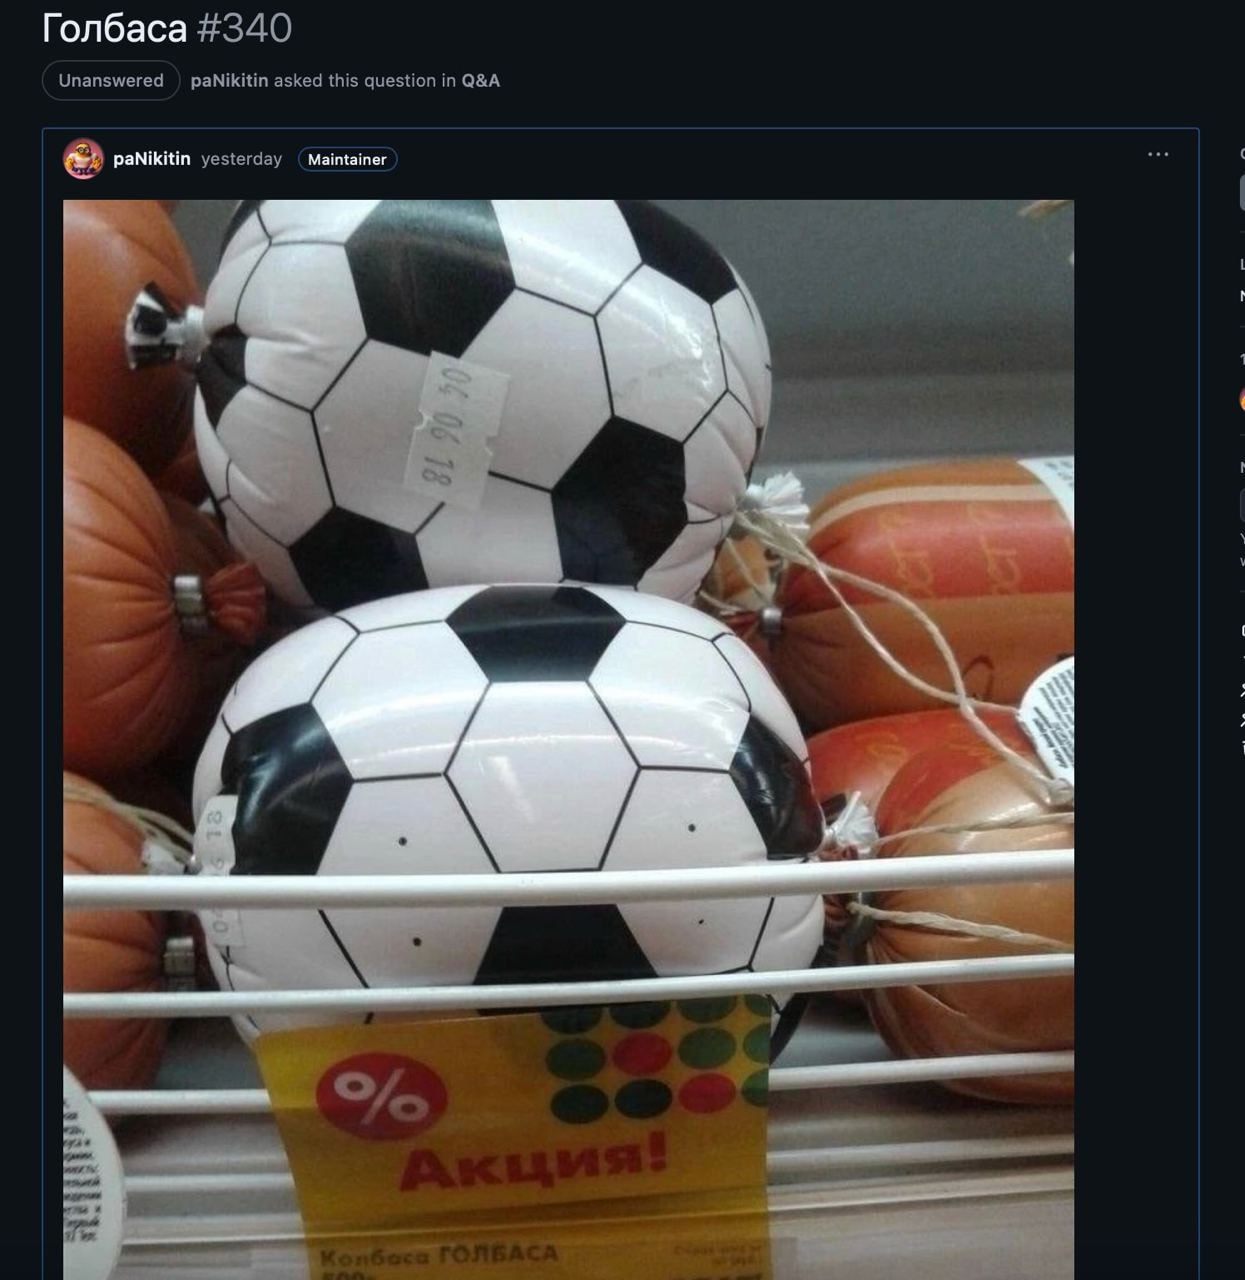 Голбаса #340
Unanswered paNikitin asked this question in Q&A
paNikitin yesterday Maintainer
04 06 18
%
Акция!
Колбаса ГОЛБАСА